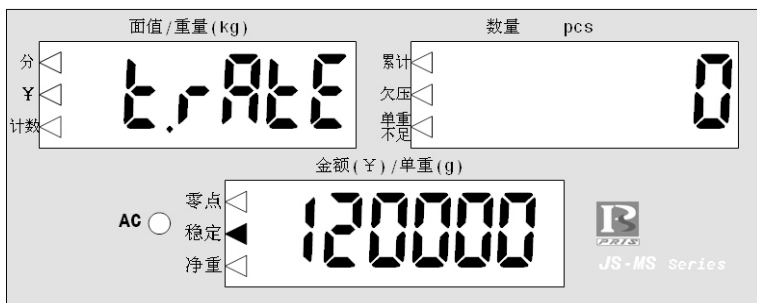 面值/重量(kg)
数量 pcs
分
¥
计数
t.rAtE
累计
欠压
单重
不足
0
金额(¥)/单重(g)
零点
稳定
净重
AC
120000
PRIS
JS-MS Series